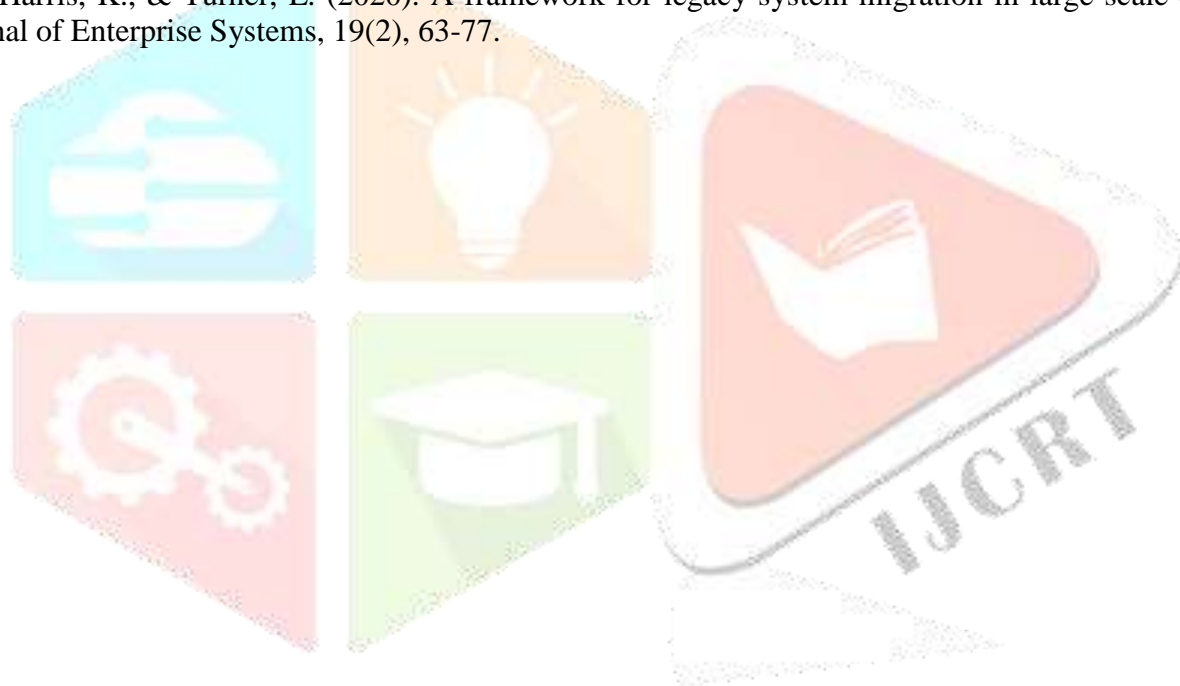 Harris, R., & Turner, E. (2020). A framework for legacy system migration in large-scale
nal of Enterprise Systems, 19(2), 63-77.
IJCRT